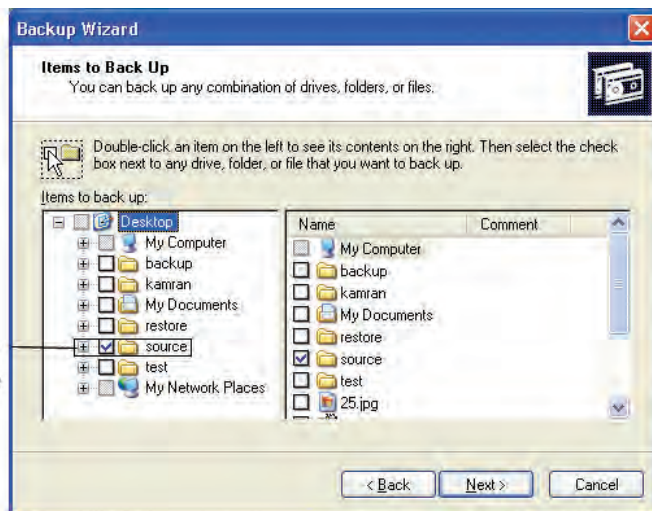 Backup Wizard
Items to Back Up
You can back up any combination of drives, folders, or files.
Double-click an item on the left to see its contents on the right. Then select the check
box next to any drive, folder, or file that you want to back up.
Items to back up:
Desktop
My Computer
backup
kamran
My Documents
restore
source
test
My Network Places
Name Comment
My Computer
backup
kamran
My Documents
restore
source
test
25.jpg
< Back Next > Cancel